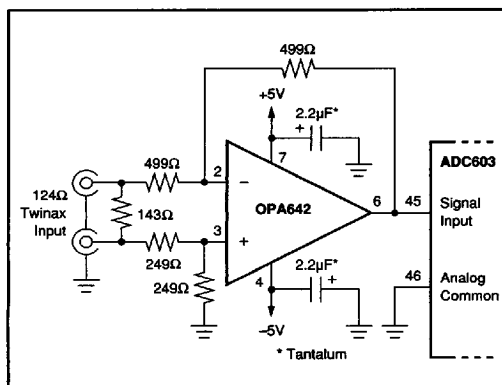 499Ω
+5V
2.2µF*
+
7
ADC603
499Ω
2
−
124Ω
Twinax
Input
143Ω
OPA642
6
45
Signal
Input
3
+
249Ω
249Ω
4
2.2µF*
+
46
Analog
Common
−5V
* Tantalum